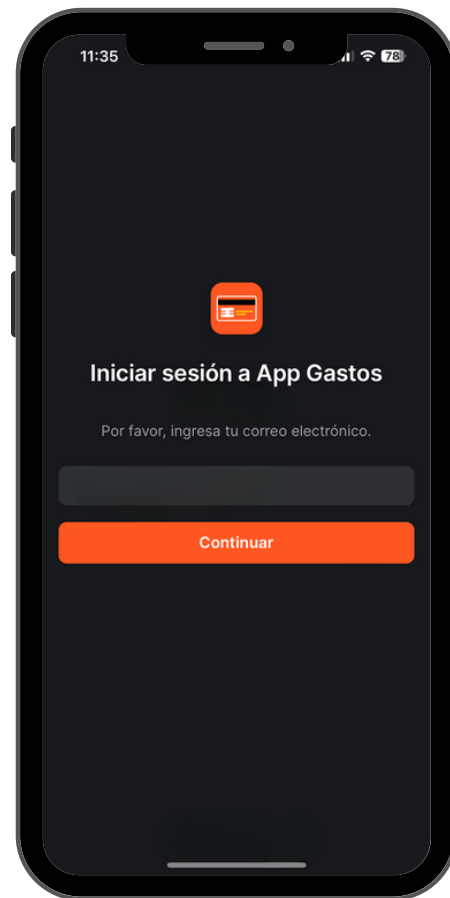 11:35
78
Iniciar sesión a App Gastos
Por favor, ingresa tu correo electrónico.
Continuar